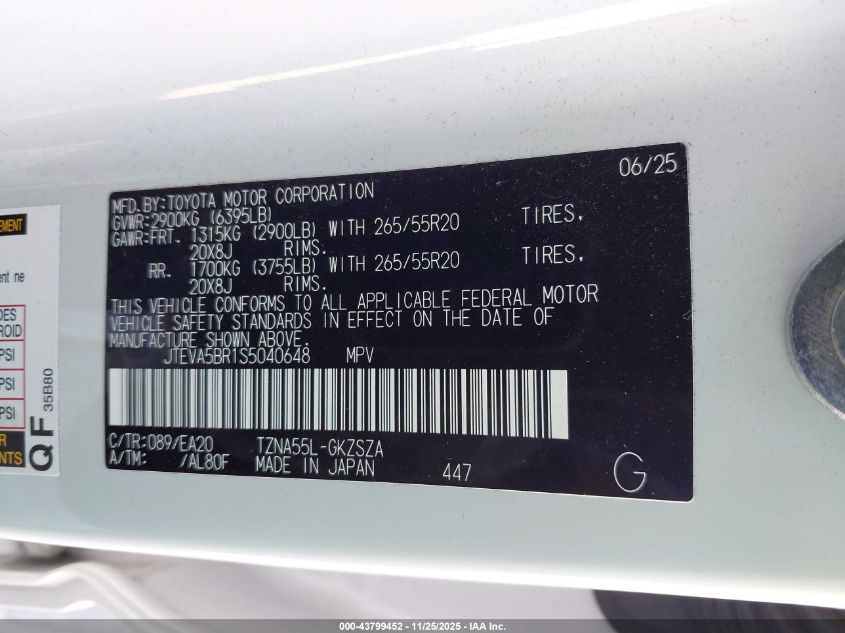 06/25
MFD.BY:TOYOTA MOTOR CORPORATION
GVWR:2900KG (6395LB)
GAWR:FRT. 1315KG (2900LB) WITH 265/55R20 TIRES,
20X8J RIMS.
RR. 1700KG (3755LB) WITH 265/55R20 TIRES,
20X8J RIMS.
THIS VEHICLE CONFORMS TO ALL APPLICABLE FEDERAL MOTOR
VEHICLE SAFETY STANDARDS IN EFFECT ON THE DATE OF
MANUFACTURE SHOWN ABOVE.
JTEVA5BR1S5040648 MPV
C/TR:089/EA20 TZNA55L-GKZSZA
A/TM: /AL80F MADE IN JAPAN 447 G
PSI
PSI
PSI
QF 35B80
000-43799452 - 11/25/2025 - IAA Inc.